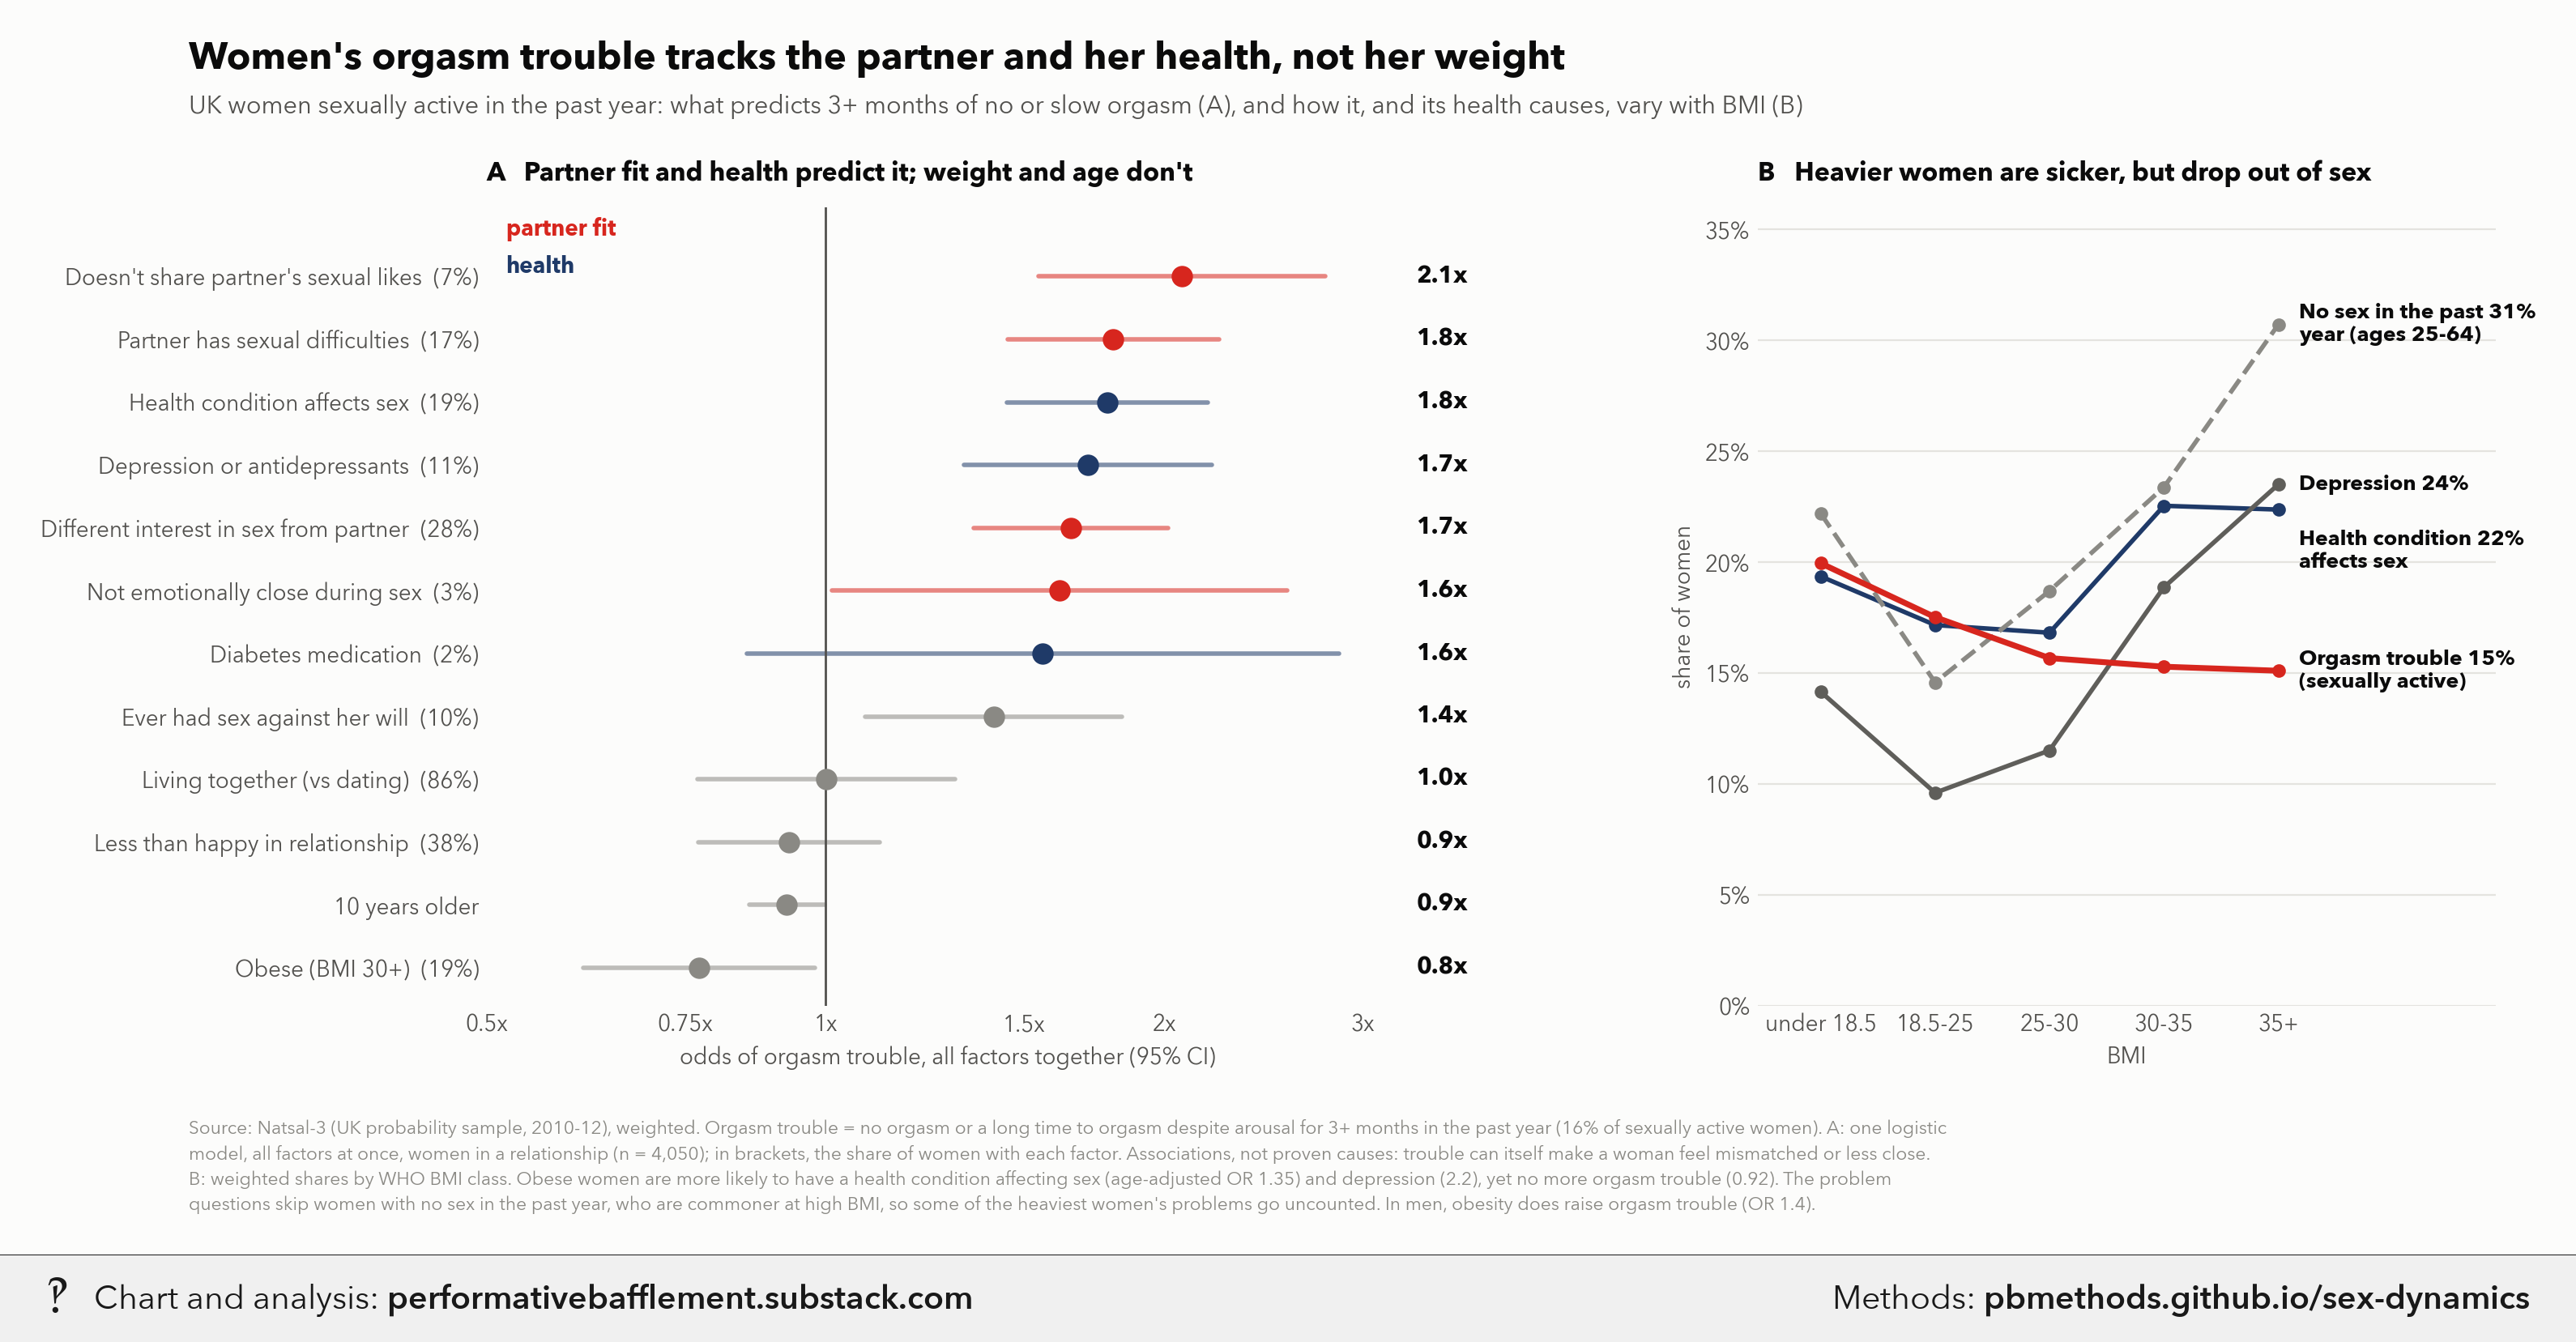 Women's orgasm trouble tracks the partner and her health, not her weight
UK women sexually active in the past year: what predicts 3+ months of no or slow orgasm (A), and how it, and its health causes, vary with BMI (B)
A Partner fit and health predict it; weight and age don't
partner fit
health
Doesn't share partner's sexual likes (7%) 2.1x
Partner has sexual difficulties (17%) 1.8x
Health condition affects sex (19%) 1.8x
Depression or antidepressants (11%) 1.7x
Different interest in sex from partner (28%) 1.7x
Not emotionally close during sex (3%) 1.6x
Diabetes medication (2%) 1.6x
Ever had sex against her will (10%) 1.4x
Living together (vs dating) (86%) 1.0x
Less than happy in relationship (38%) 0.9x
10 years older 0.9x
Obese (BMI 30+) (19%) 0.8x
0.5x 0.75x 1x 1.5x 2x 3x
odds of orgasm trouble, all factors together (95% CI)
B Heavier women are sicker, but drop out of sex
share of women
35%
30%
25%
20%
15%
10%
5%
0%
No sex in the past 31%
year (ages 25-64)
Depression 24%
Health condition 22%
affects sex
Orgasm trouble 15%
(sexually active)
under 18.5 18.5-25 25-30 30-35 35+
BMI
Source: Natsal-3 (UK probability sample, 2010-12), weighted. Orgasm trouble = no orgasm or a long time to orgasm despite arousal for 3+ months in the past year (16% of sexually active women). A: one logistic
model, all factors at once, women in a relationship (n = 4,050); in brackets, the share of women with each factor. Associations, not proven causes: trouble can itself make a woman feel mismatched or less close.
B: weighted shares by WHO BMI class. Obese women are more likely to have a health condition affecting sex (age-adjusted OR 1.35) and depression (2.2), yet no more orgasm trouble (0.92). The problem
questions skip women with no sex in the past year, who are commoner at high BMI, so some of the heaviest women's problems go uncounted. In men, obesity does raise orgasm trouble (OR 1.4).
‽ Chart and analysis: performativebafflement.substack.com
Methods: pbmethods.github.io/sex-dynamics